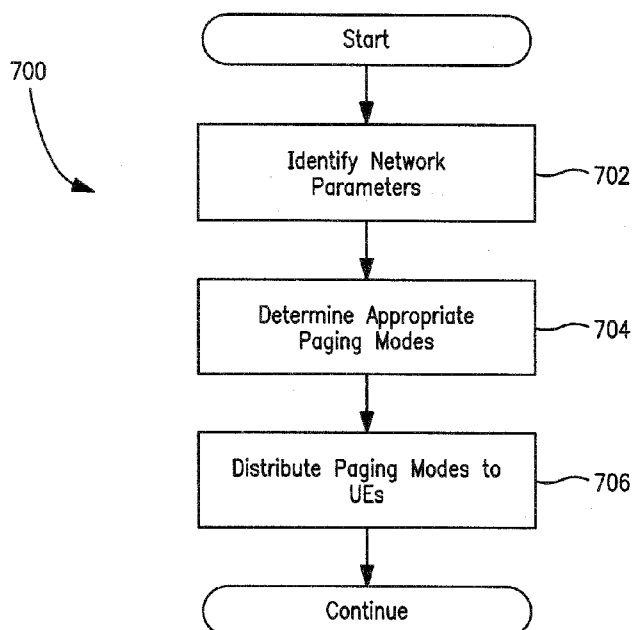 Start
700
Identify Network
Parameters
702
Determine Appropriate
Paging Modes
704
Distribute Paging Modes to
UEs
706
Continue